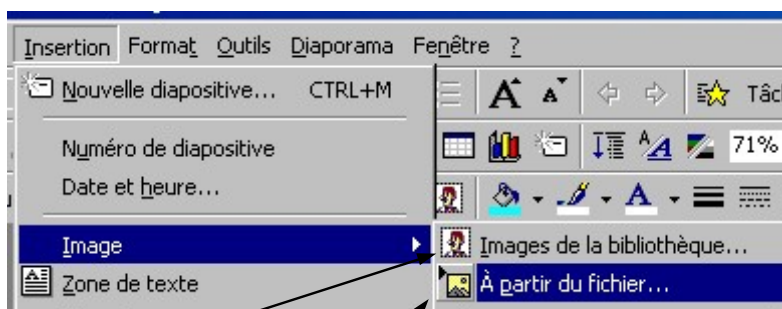 Insertion Format Outils Diaporama Fenêtre ?
Nouvelle diapositive... CTRL+M
Tâc
Numéro de diapositive
71%
Date et heure...
Image
Images de la bibliothèque...
Zone de texte
À partir du fichier...